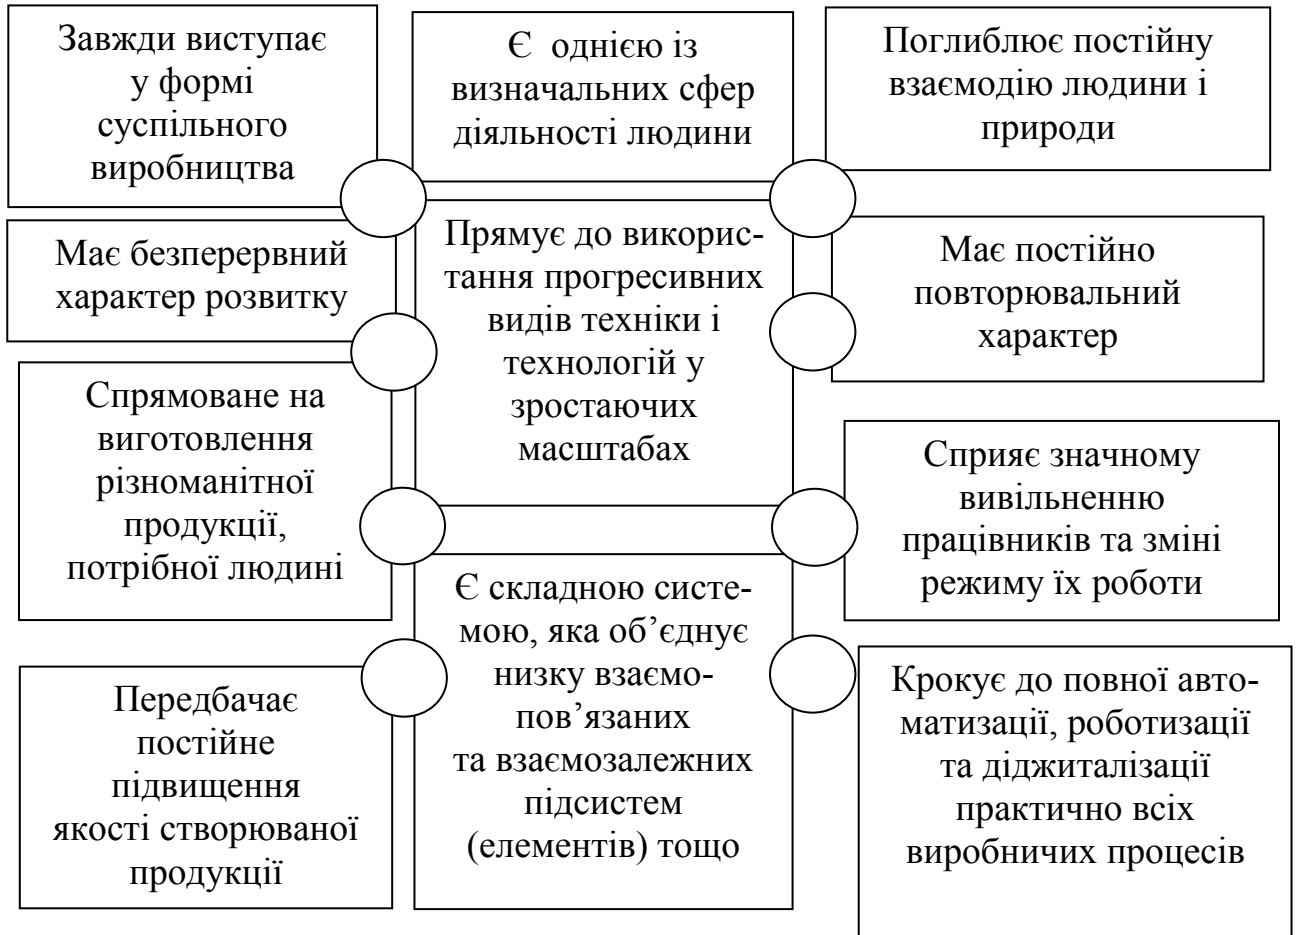 Завжди виступає
у формі
суспільного
виробництва
Є однією із
визначальних сфер
діяльності людини
Поглиблює постійну
взаємодію людини і
природи
Має безперервний
характер розвитку
Прямує до викорис-
тання прогресивних
видів техніки і
технологій у
зростаючих
масштабах
Має постійно
повторювальний
характер
Спрямоване на
виготовлення
різноманітної
продукції,
потрібної людині
Сприяє значному
вивільненню
працівників та зміні
режиму їх роботи
Передбачає
постійне
підвищення
якості створюваної
продукції
Є складною систе-
мою, яка об’єднує
низку взаємо-
пов’язаних
та взаємозалежних
підсистем
(елементів) тощо
Крокує до повної авто-
матизації, роботизації
та діджиталізації
практично всіх
виробничих процесів